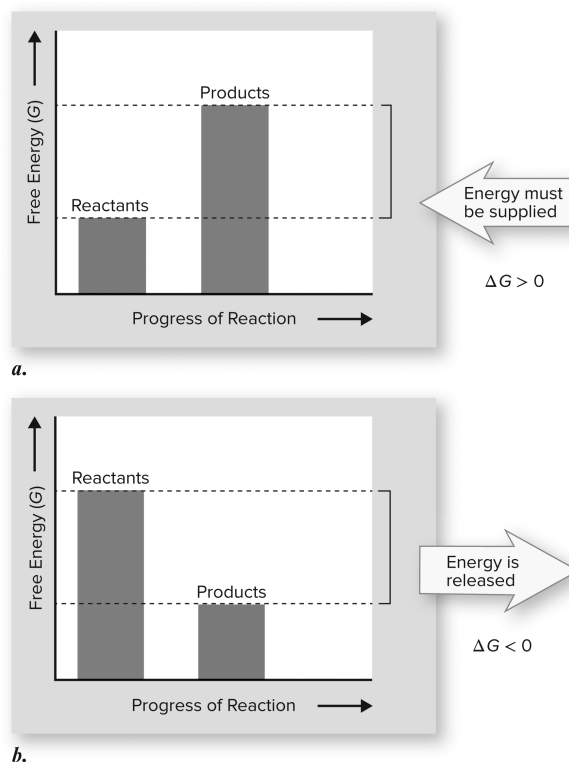 Free Energy (G)
Products
Reactants
Energy must
be supplied
ΔG > 0
Progress of Reaction
a.
Free Energy (G)
Reactants
Products
Energy is
released
ΔG < 0
Progress of Reaction
b.